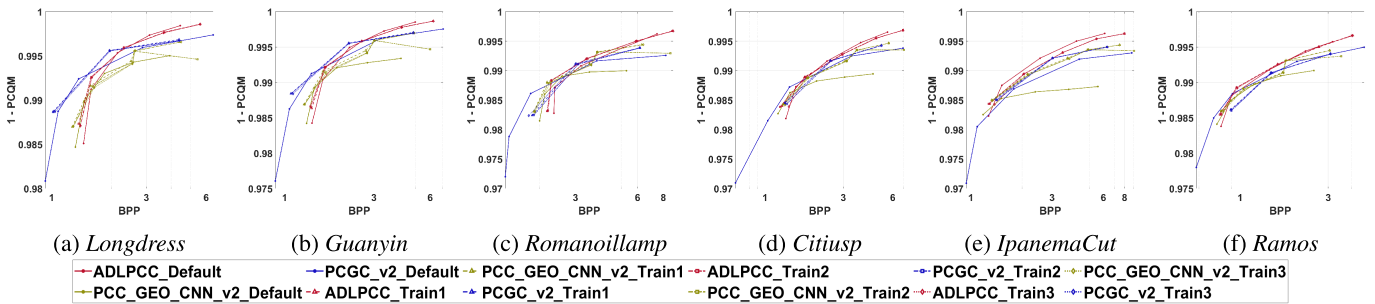 1 - PCQM
1
0.995
0.99
0.985
0.98
1 3 6
BPP
(a) Longdress
1 - PCQM
1
0.995
0.99
0.985
0.98
0.975
1 3 6
BPP
(b) Guanyin
1 - PCQM
1
0.995
0.99
0.985
0.98
0.975
0.97
3 6 8
BPP
(c) Romanoillamp
1 - PCQM
1
0.995
0.99
0.985
0.98
0.975
0.97
1 3 6
BPP
(d) Citiusp
1 - PCQM
1
0.995
0.99
0.985
0.98
0.975
0.97
1 3 6 8
BPP
(e) IpanemaCut
1 - PCQM
1
0.995
0.99
0.985
0.98
0.975
1 3
BPP
(f) Ramos
ADLPCC_Default PCGC_v2_Default PCC_GEO_CNN_v2_Train1 ADLPCC_Train2 PCGC_v2_Train2 PCC_GEO_CNN_v2_Train3
PCC_GEO_CNN_v2_Default ADLPCC_Train1 PCGC_v2_Train1 PCC_GEO_CNN_v2_Train2 ADLPCC_Train3 PCGC_v2_Train3